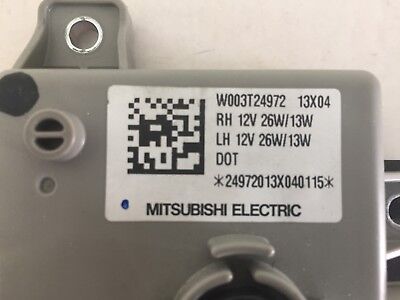 W003T24972 13X04
RH 12V 26W/13W
LH 12V 26W/13W
DOT
*24972013X040115*
MITSUBISHI ELECTRIC